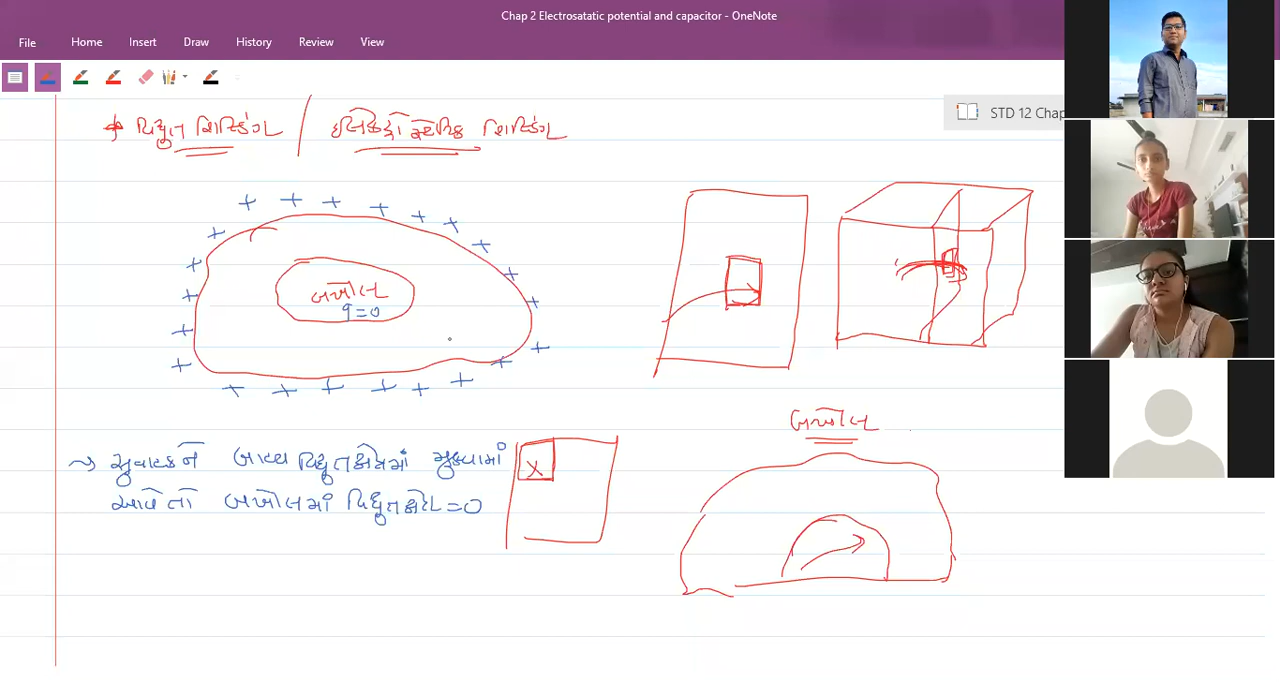 Chap 2 Electrosatatic potential and capacitor - OneNote
File Home Insert Draw History Review View
STD 12 Chap
* વિદ્યુત શિલ્ડિંગ / ઇલેક્ટ્રો સ્ટેટિક શિલ્ડિંગ
+ + + + + + + + + + + + + + + + + + + + + + +
બખોલ
q=0
બખોલ
→ સુવાહકને બાહ્ય વિદ્યુતક્ષેત્રમાં મુકવામાં
આવે તો બખોલમાં વિદ્યુતક્ષેત્ર = 0
X